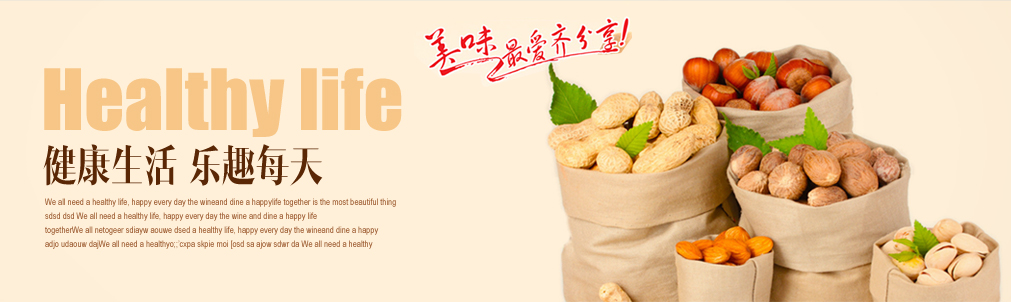 美味最爱齐分享!
Healthy life
健康生活 乐趣每天
We all need a healthy life, happy every day the wineand dine a happylife together is the most beautiful thing
sdsd dsd We all need a healthy life, happy every day the wine and dine a happy life
togetherWe all netogeer sdiayw aouwe dsed a healthy life, happy every day the wineand dine a happy
adjo udaouw dajWe all need a healthyo;;'cxpa skpie moi [osd sa ajow sdwr da We all need a healthy